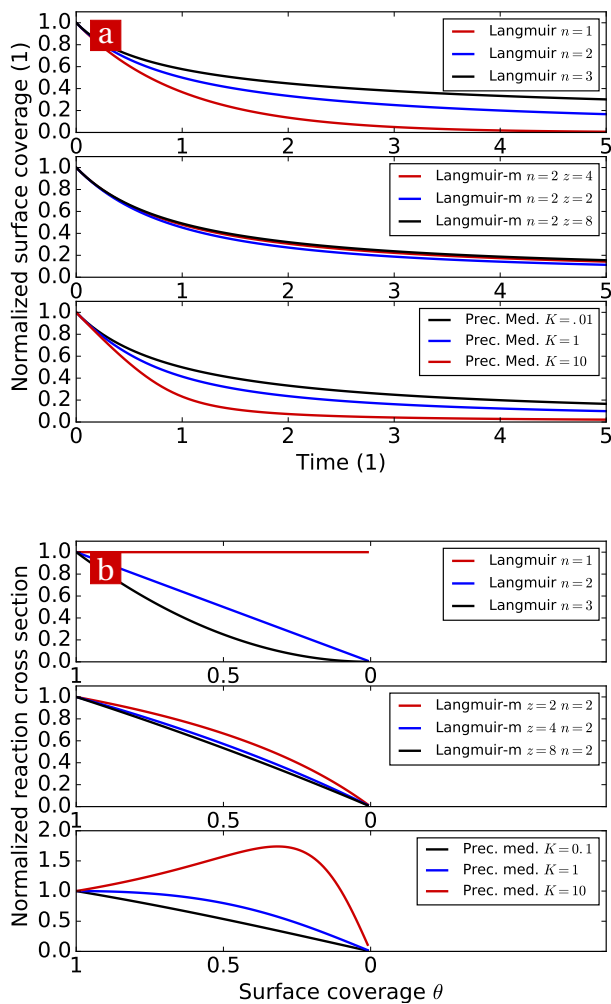 Normalized surface coverage (1)
a
1.0
0.8
0.6
0.4
0.2
0.0
0 1 2 3 4 5
Langmuir n = 1
Langmuir n = 2
Langmuir n = 3
1.0
0.8
0.6
0.4
0.2
0.0
0 1 2 3 4 5
Langmuir-m n = 2 z = 4
Langmuir-m n = 2 z = 2
Langmuir-m n = 2 z = 8
1.0
0.8
0.6
0.4
0.2
0.0
0 1 2 3 4 5
Prec. Med. K = .01
Prec. Med. K = 1
Prec. Med. K = 10
Time (1)
Normalized reaction cross section
b
1.0
0.8
0.6
0.4
0.2
0.0
1 0.5 0
Langmuir n = 1
Langmuir n = 2
Langmuir n = 3
1.0
0.8
0.6
0.4
0.2
0.0
1 0.5 0
Langmuir-m z = 2 n = 2
Langmuir-m z = 4 n = 2
Langmuir-m z = 8 n = 2
2.0
1.5
1.0
0.5
0.0
1 0.5 0
Prec. med. K = 0.1
Prec. med. K = 1
Prec. med. K = 10
Surface coverage θ